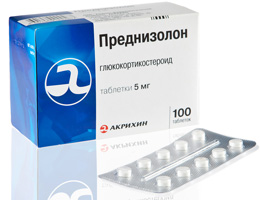 Преднизолон
глюкокортикостероид
таблетки 5 мг
100
таблеток
АКРИХИН